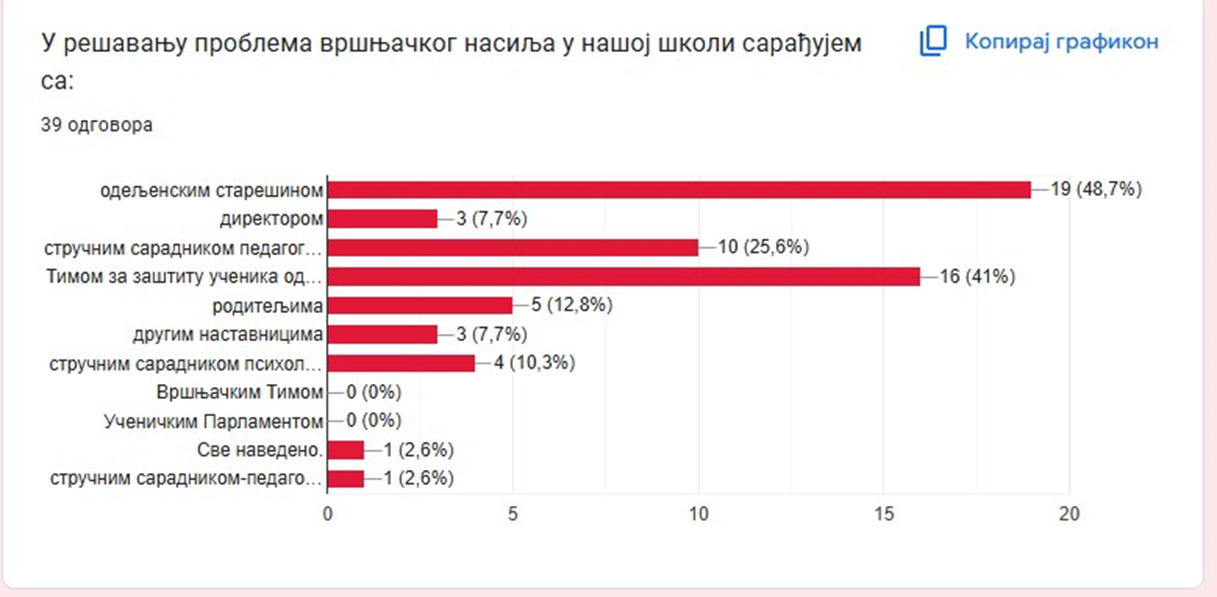 У решавању проблема вршњачког насиља у нашој школи сарађујем
са:
Копирај графикон
39 одговора
одељенским старешином 19 (48,7%)
директором 3 (7,7%)
стручним сарадником педагог... 10 (25,6%)
Тимом за заштиту ученика од... 16 (41%)
родитељима 5 (12,8%)
другим наставницима 3 (7,7%)
стручним сарадником психол... 4 (10,3%)
Вршњачким Тимом 0 (0%)
Ученичким Парламентом 0 (0%)
Све наведено. 1 (2,6%)
стручним сарадником-педаго... 1 (2,6%)
0 5 10 15 20